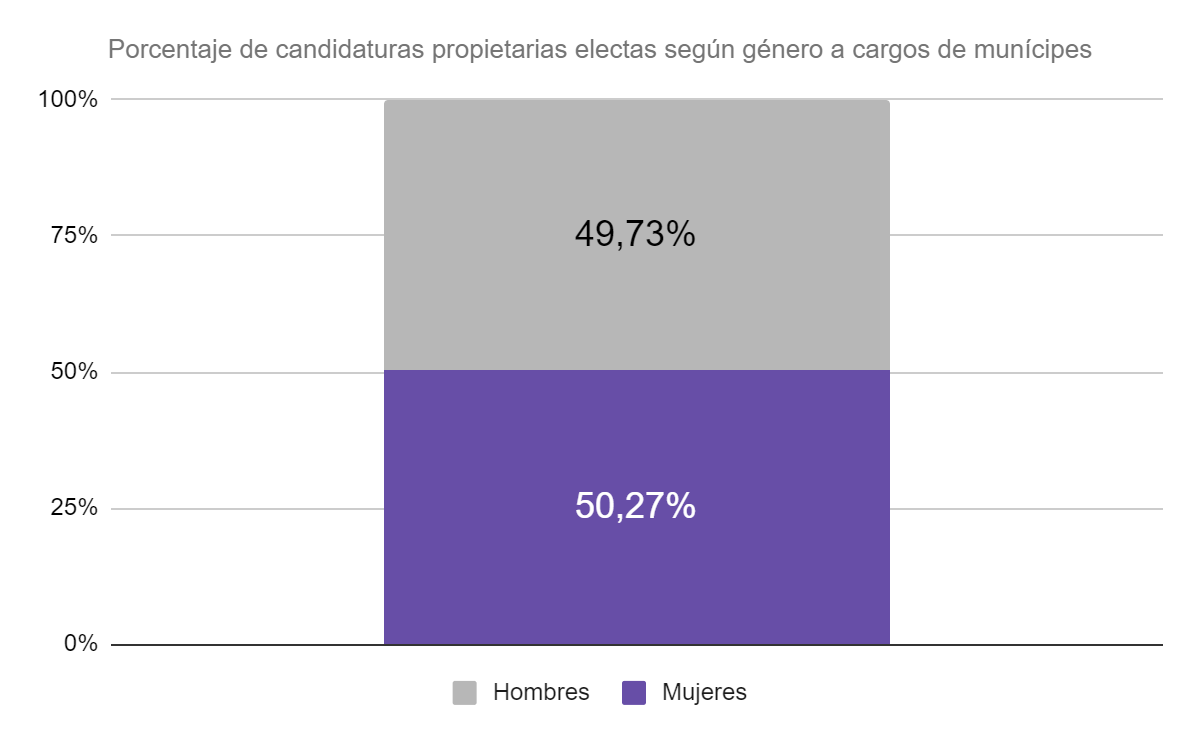 Porcentaje de candidaturas propietarias electas según género a cargos de munícipes
100%
75%
50%
25%
0%
49,73%
50,27%
Hombres
Mujeres